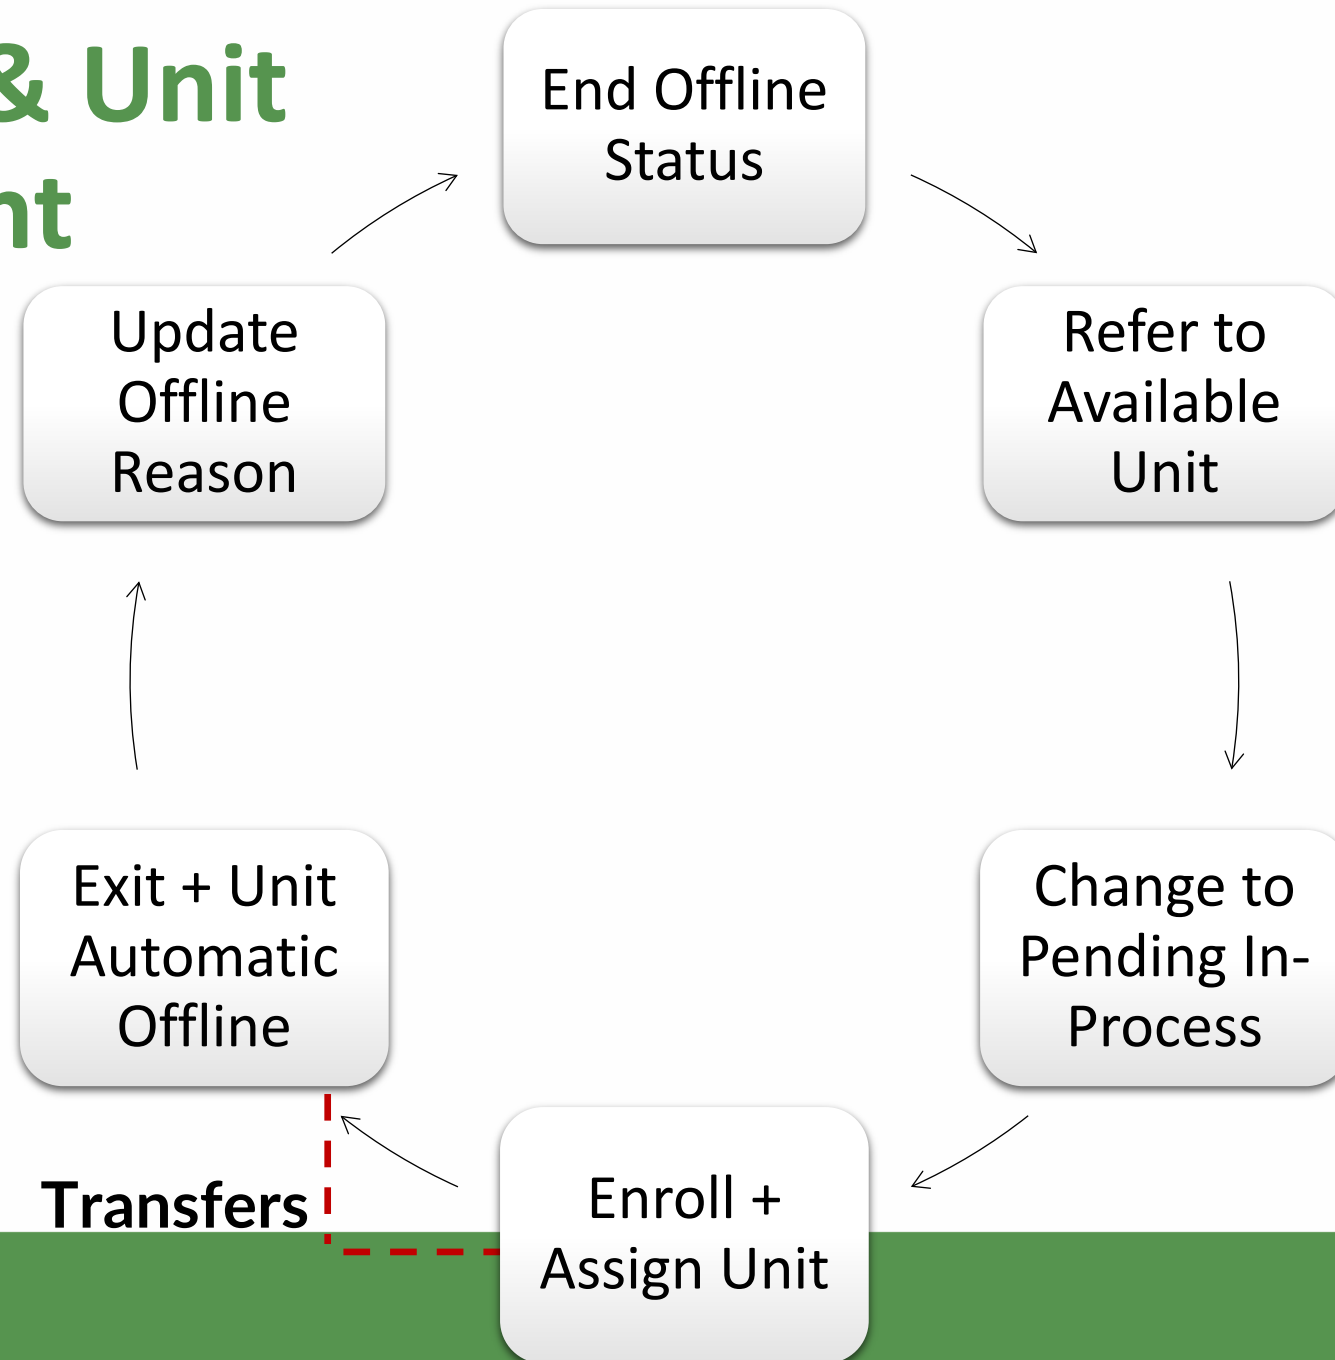 & Unit
nt
End Offline
Status
Refer to
Available
Unit
Change to
Pending In-
Process
Enroll +
Assign Unit
Transfers
Exit + Unit
Automatic
Offline
Update
Offline
Reason